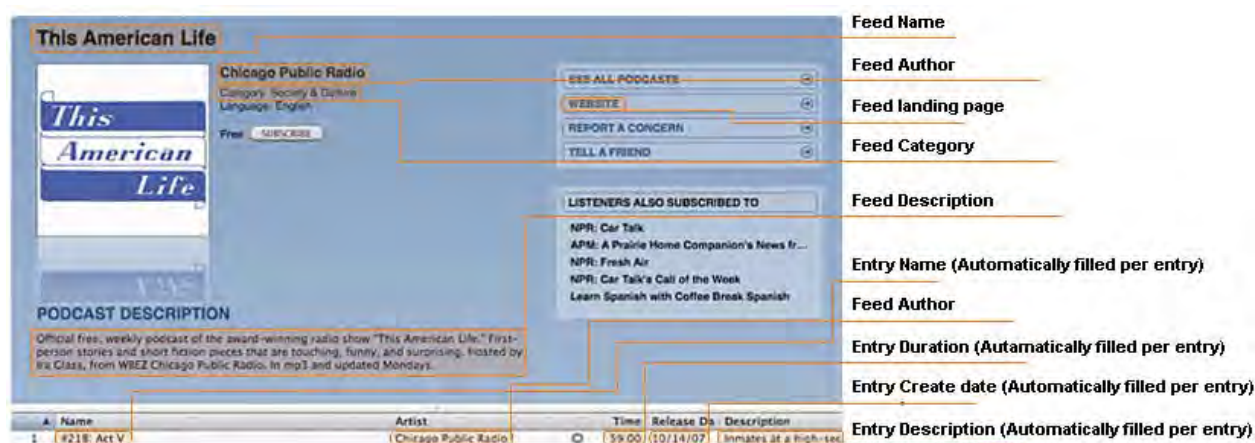 This American Life
Chicago Public Radio
Category: Society & Culture
Language: English
Free SUBSCRIBE
This
American
Life
PODCAST DESCRIPTION
Official free, weekly podcast of the award-winning radio show "This American Life." First-
person stories and short fiction pieces that are touching, funny, and surprising. Hosted by
Ira Glass, from WBEZ Chicago Public Radio. In mp3 and updated Mondays.
SEE ALL PODCASTS
WEBSITE
REPORT A CONCERN
TELL A FRIEND
LISTENERS ALSO SUBSCRIBED TO
NPR: Car Talk
APM: A Prairie Home Companion's News fr...
NPR: Fresh Air
NPR: Car Talk's Call of the Week
Learn Spanish with Coffee Break Spanish
Name Artist Time Release Da Description
1 #218: Act V Chicago Public Radio 59:00 10/14/07 Inmates at a high-sec
Feed Name
Feed Author
Feed landing page
Feed Category
Feed Description
Entry Name (Automatically filled per entry)
Feed Author
Entry Duration (Autamatically filled per entry)
Entry Create date (Automatically filled per entry)
Entry Description (Automatically filled per entry)